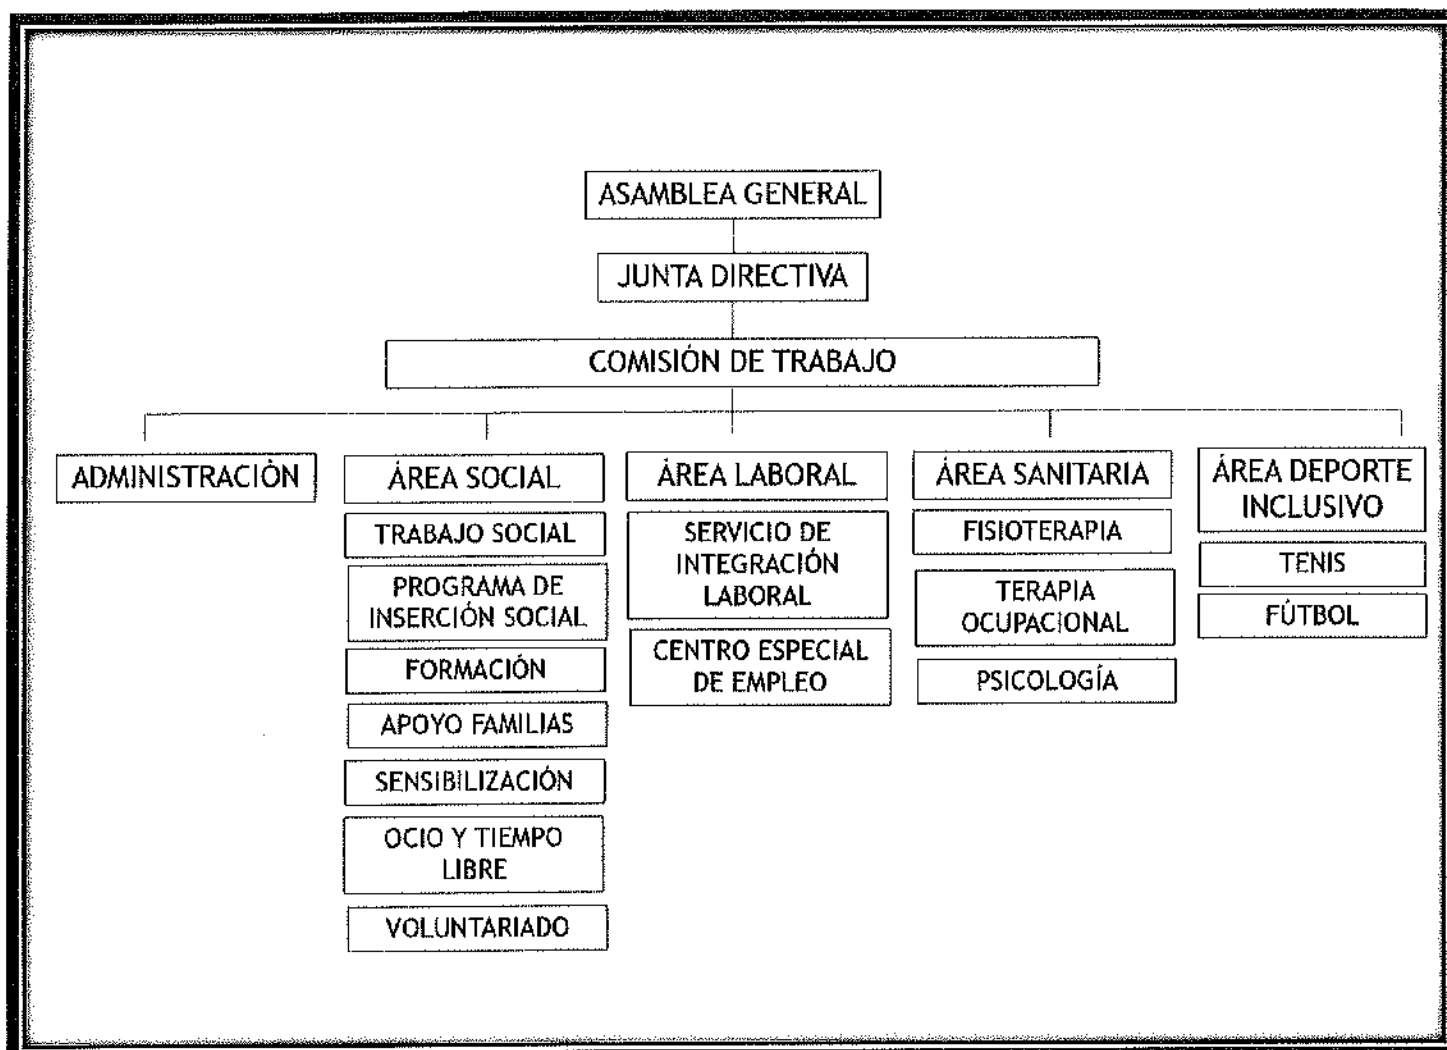 ASAMBLEA GENERAL
JUNTA DIRECTIVA
COMISIÓN DE TRABAJO
ADMINISTRACIÓN
ÁREA SOCIAL
TRABAJO SOCIAL
PROGRAMA DE
INSERCIÓN SOCIAL
FORMACIÓN
APOYO FAMILIAS
SENSIBILIZACIÓN
OCIO Y TIEMPO
LIBRE
VOLUNTARIADO
ÁREA LABORAL
SERVICIO DE
INTEGRACIÓN
LABORAL
CENTRO ESPECIAL
DE EMPLEO
ÁREA SANITARIA
FISIOTERAPIA
TERAPIA
OCUPACIONAL
PSICOLOGÍA
ÁREA DEPORTE
INCLUSIVO
TENIS
FÚTBOL